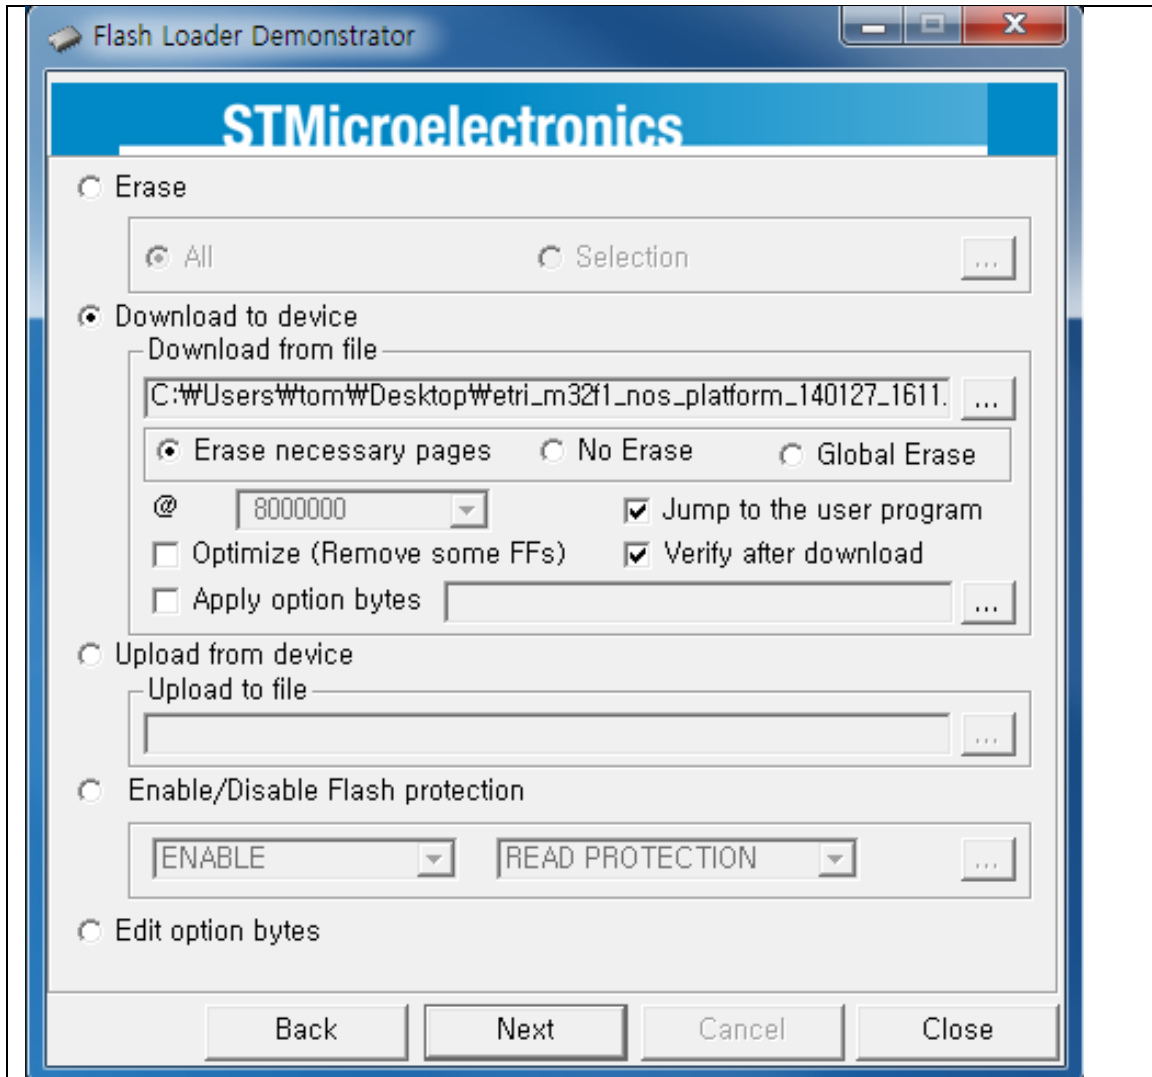 Flash Loader Demonstrator
STMicroelectronics
Erase
All Selection ...
Download to device
Download from file
C:₩Users₩tom₩Desktop₩etri_m32f1_nos_platform_140127_1611. ...
Erase necessary pages No Erase Global Erase
@ 8000000 Jump to the user program
Optimize (Remove some FFs) Verify after download
Apply option bytes ...
Upload from device
Upload to file
...
Enable/Disable Flash protection
ENABLE READ PROTECTION ...
Edit option bytes
Back Next Cancel Close